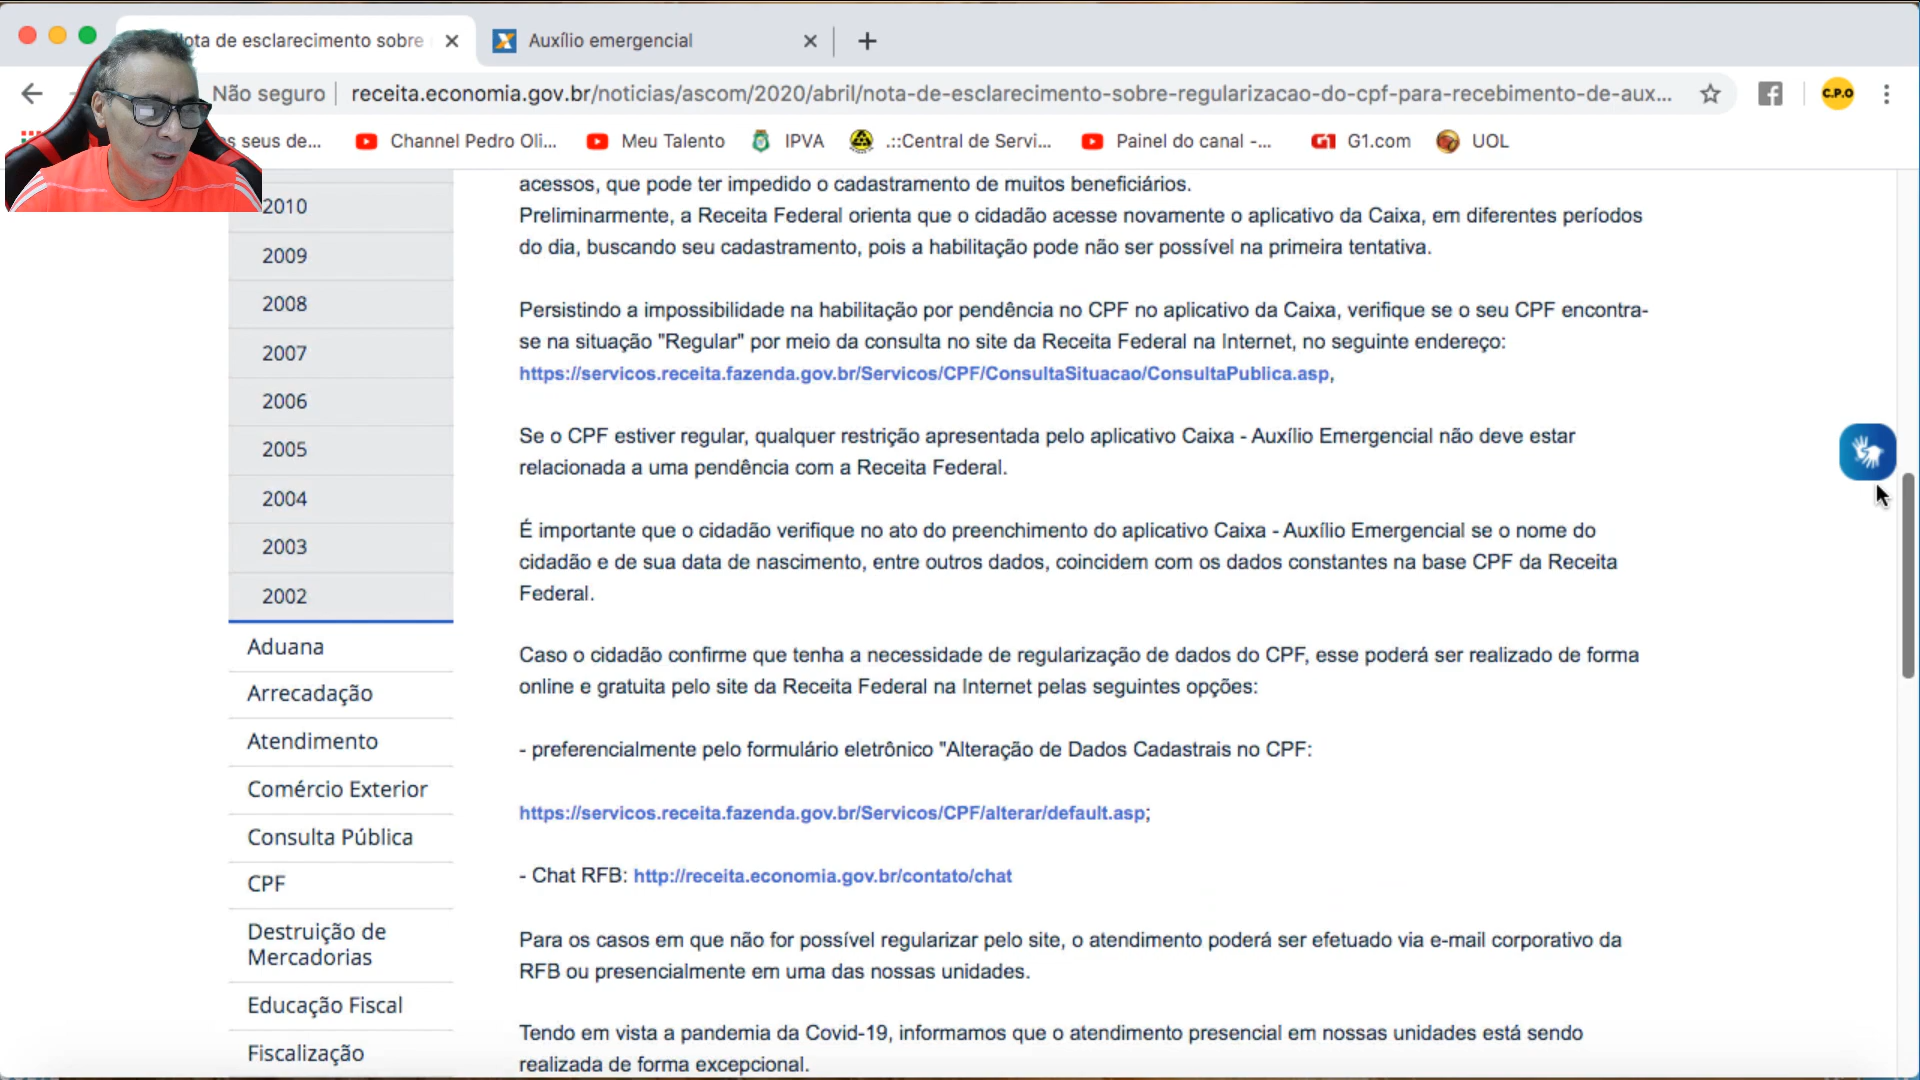 ota de esclarecimento sobre
Auxílio emergencial
Não seguro
receita.economia.gov.br/noticias/ascom/2020/abril/nota-de-esclarecimento-sobre-regularizacao-do-cpf-para-recebimento-de-aux...
C.P.O
s seus de...
Channel Pedro Oli...
Meu Talento
IPVA
.::Central de Servi...
Painel do canal -...
G1
G1.com
UOL
2010
2009
2008
2007
2006
2005
2004
2003
2002
Aduana
Arrecadação
Atendimento
Comércio Exterior
Consulta Pública
CPF
Destruição de
Mercadorias
Educação Fiscal
Fiscalização
acessos, que pode ter impedido o cadastramento de muitos beneficiários.
Preliminarmente, a Receita Federal orienta que o cidadão acesse novamente o aplicativo da Caixa, em diferentes períodos
do dia, buscando seu cadastramento, pois a habilitação pode não ser possível na primeira tentativa.
Persistindo a impossibilidade na habilitação por pendência no CPF no aplicativo da Caixa, verifique se o seu CPF encontra-
se na situação "Regular" por meio da consulta no site da Receita Federal na Internet, no seguinte endereço:
https://servicos.receita.fazenda.gov.br/Servicos/CPF/ConsultaSituacao/ConsultaPublica.asp,
Se o CPF estiver regular, qualquer restrição apresentada pelo aplicativo Caixa - Auxílio Emergencial não deve estar
relacionada a uma pendência com a Receita Federal.
É importante que o cidadão verifique no ato do preenchimento do aplicativo Caixa - Auxílio Emergencial se o nome do
cidadão e de sua data de nascimento, entre outros dados, coincidem com os dados constantes na base CPF da Receita
Federal.
Caso o cidadão confirme que tenha a necessidade de regularização de dados do CPF, esse poderá ser realizado de forma
online e gratuita pelo site da Receita Federal na Internet pelas seguintes opções:
- preferencialmente pelo formulário eletrônico "Alteração de Dados Cadastrais no CPF:
https://servicos.receita.fazenda.gov.br/Servicos/CPF/alterar/default.asp;
- Chat RFB: http://receita.economia.gov.br/contato/chat
Para os casos em que não for possível regularizar pelo site, o atendimento poderá ser efetuado via e-mail corporativo da
RFB ou presencialmente em uma das nossas unidades.
Tendo em vista a pandemia da Covid-19, informamos que o atendimento presencial em nossas unidades está sendo
realizada de forma excepcional.